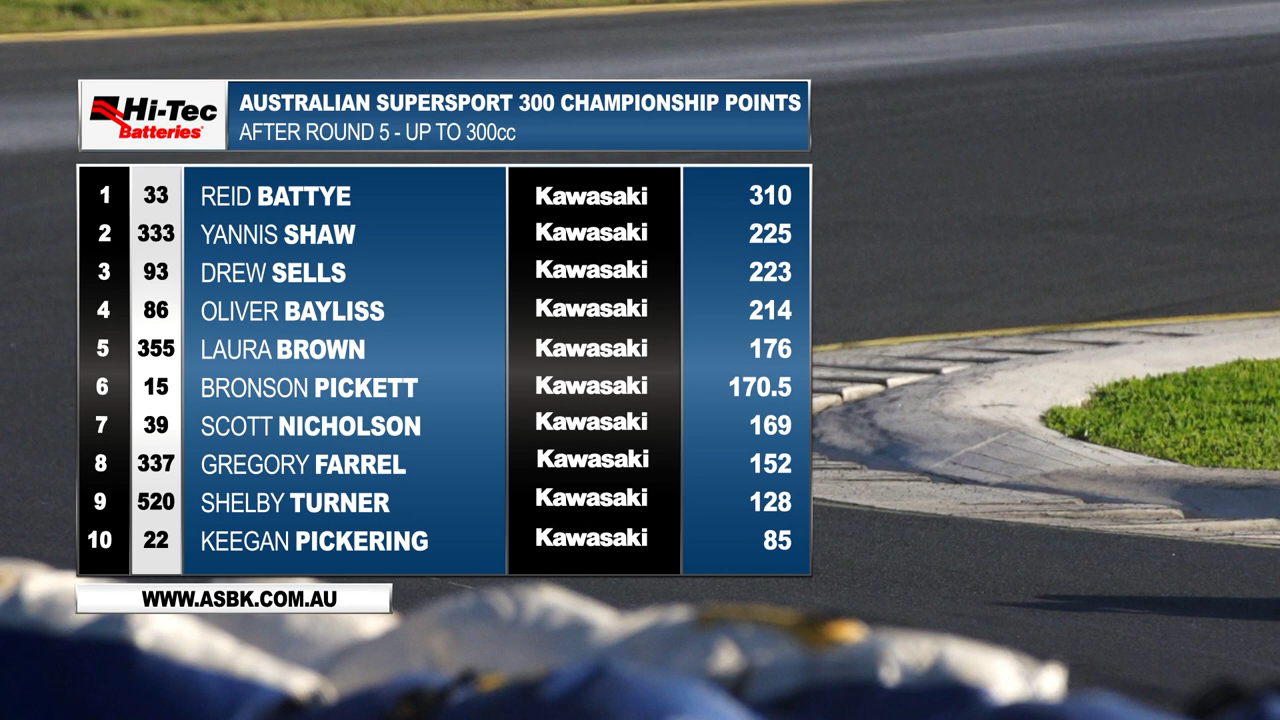 Hi-Tec
Batteries
AUSTRALIAN SUPERSPORT 300 CHAMPIONSHIP POINTS
AFTER ROUND 5 - UP TO 300cc
1 33 REID BATTYE Kawasaki 310
2 333 YANNIS SHAW Kawasaki 225
3 93 DREW SELLS Kawasaki 223
4 86 OLIVER BAYLISS Kawasaki 214
5 355 LAURA BROWN Kawasaki 176
6 15 BRONSON PICKETT Kawasaki 170.5
7 39 SCOTT NICHOLSON Kawasaki 169
8 337 GREGORY FARREL Kawasaki 152
9 520 SHELBY TURNER Kawasaki 128
10 22 KEEGAN PICKERING Kawasaki 85
WWW.ASBK.COM.AU